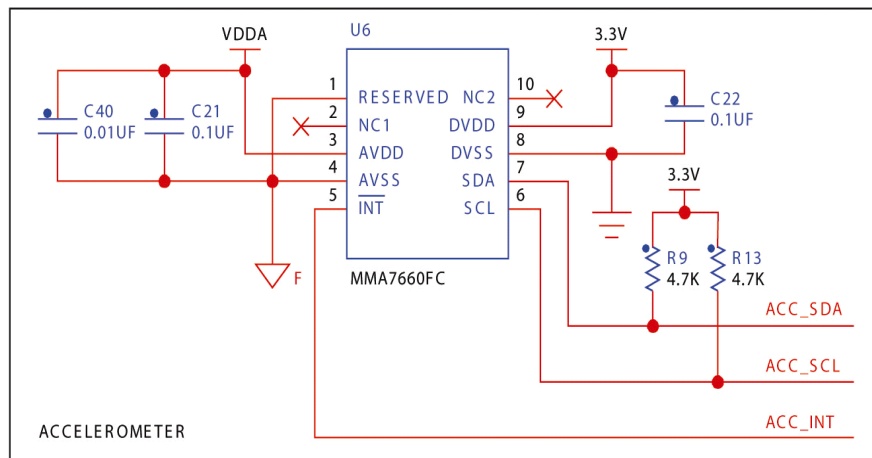 U6
VDDA
3.3V
1
RESERVED
NC2
10
2
NC1
DVDD
9
3
AVDD
DVSS
8
4
AVSS
SDA
7
5
INT
SCL
6
C40
0.01UF
C21
0.1UF
C22
0.1UF
3.3V
F
MMA7660FC
R9
4.7K
R13
4.7K
ACC_SDA
ACC_SCL
ACC_INT
ACCELEROMETER